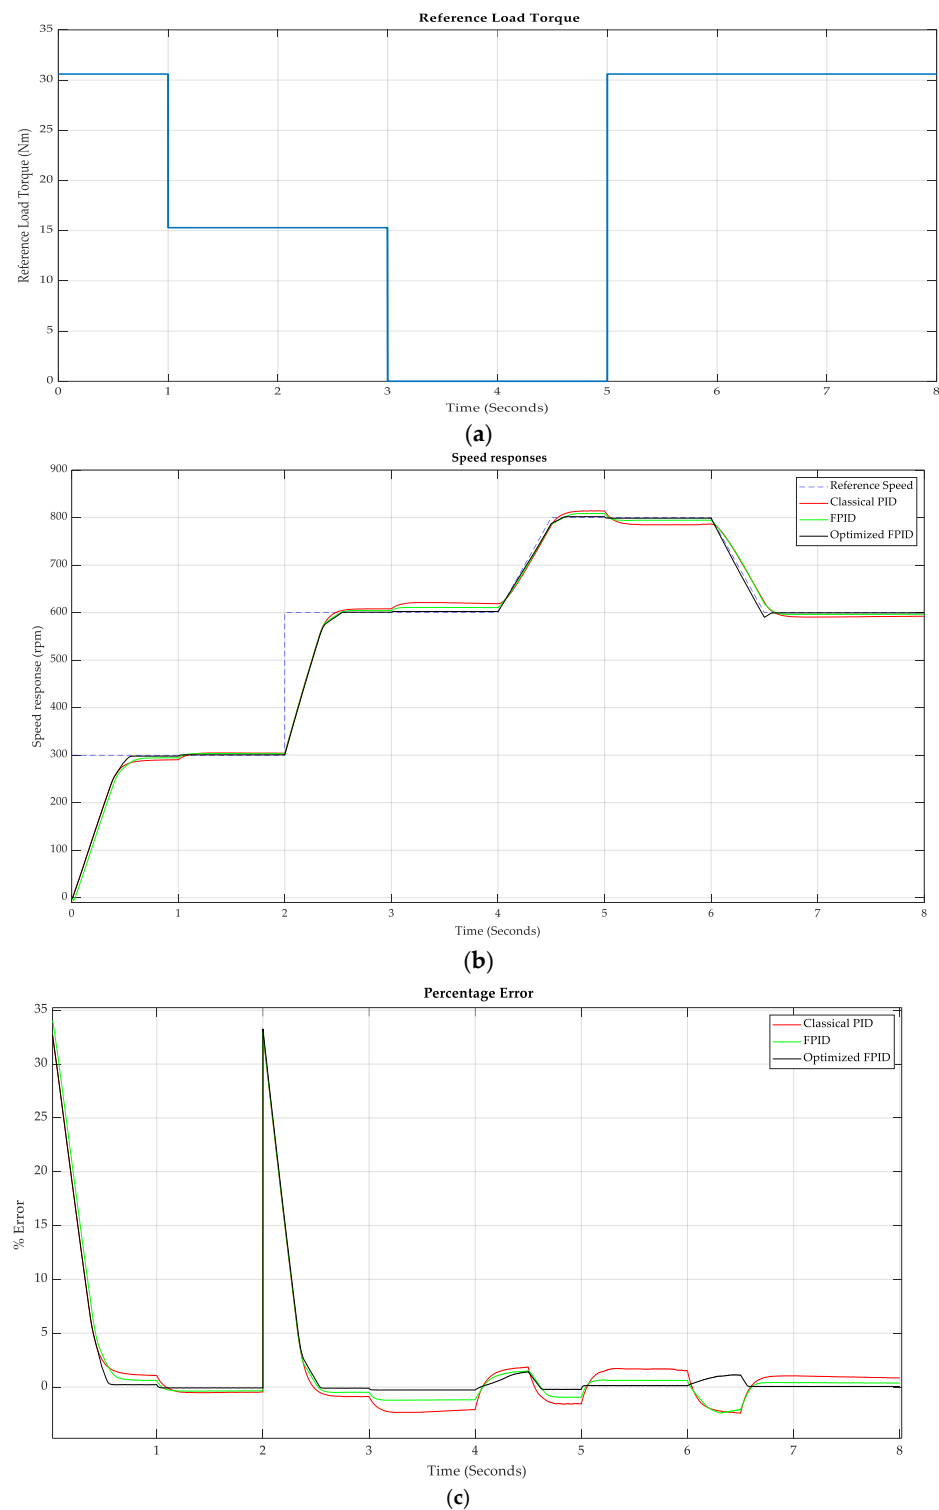 Reference Load Torque
35
30
25
20
15
10
5
0
Reference Load Torque (Nm)
0 1 2 3 4 5 6 7 8
Time (Seconds)
(a)
Speed responses
900
800
700
600
500
400
300
200
100
0
Speed response (rpm)
Reference Speed
Classical PID
FPID
Optimized FPID
0 1 2 3 4 5 6 7 8
Time (Seconds)
(b)
Percentage Error
35
30
25
20
15
10
5
0
% Error
Classical PID
FPID
Optimized FPID
1 2 3 4 5 6 7 8
Time (Seconds)
(c)